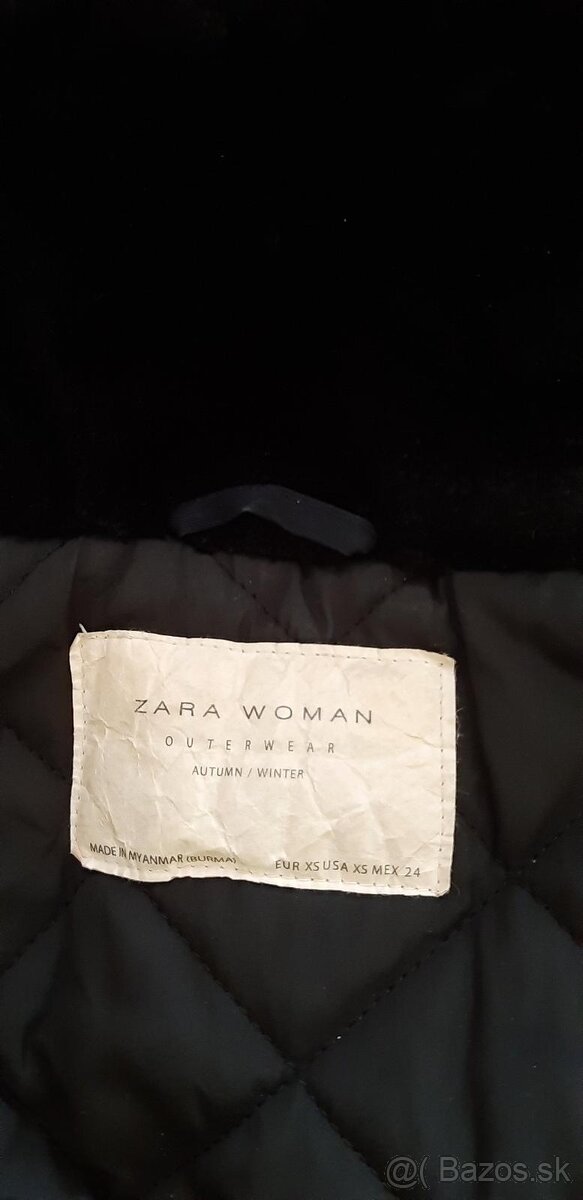 ZARA WOMAN
OUTERWEAR
AUTUMN / WINTER
MADE IN MYANMAR (BURMA)
EUR XS USA XS MEX 24
@( Bazos.sk